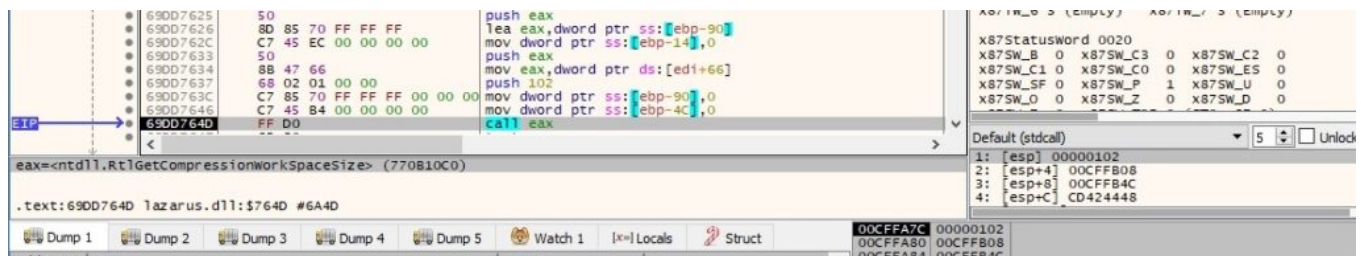 69DD7625 50 push eax
69DD7626 8D 85 70 FF FF FF lea eax,dword ptr ss:[ebp-90]
69DD762C C7 45 EC 00 00 00 00 mov dword ptr ss:[ebp-14],0
69DD7633 50 push eax
69DD7634 8B 47 66 mov eax,dword ptr ds:[edi+66]
69DD7637 68 02 01 00 00 push 102
69DD763C C7 85 70 FF FF FF 00 00 00 mov dword ptr ss:[ebp-90],0
69DD7646 C7 45 B4 00 00 00 00 mov dword ptr ss:[ebp-4C],0
EIP 69DD764D FF D0 call eax
eax=<ntdll.RtlGetCompressionWorkSpaceSize> (770B10C0)
.text:69DD764D lazarus.dll:$764D #6A4D
x87TW_6 3 (Empty) x87TW_7 3 (Empty)
x87StatusWord 0020
x87SW_B 0 x87SW_C3 0 x87SW_C2 0
x87SW_C1 0 x87SW_C0 0 x87SW_ES 0
x87SW_SF 0 x87SW_P 1 x87SW_U 0
x87SW_O 0 x87SW_Z 0 x87SW_D 0
Default (stdcall) 5 Unlock
1: [esp] 00000102
2: [esp+4] 00CFFB08
3: [esp+8] 00CFFB4C
4: [esp+C] CD424448
Dump 1 Dump 2 Dump 3 Dump 4 Dump 5 Watch 1 [x=] Locals Struct
00CFFA7C 00000102
00CFFA80 00CFFB08
00CFFA84 00CFFB4C